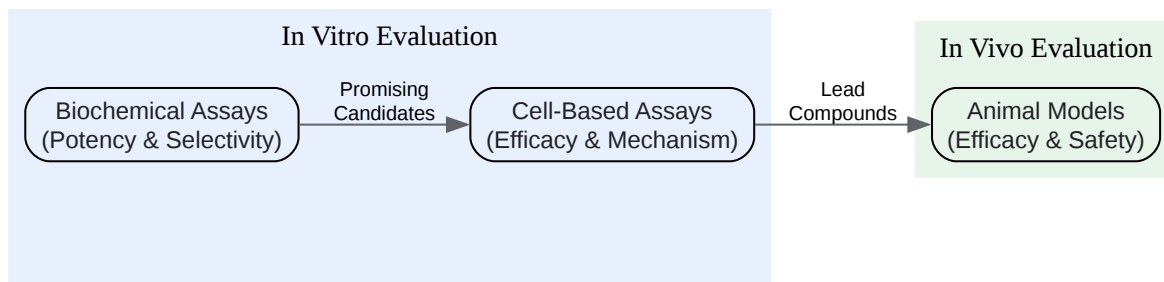 In Vitro Evaluation
Biochemical Assays
(Potency & Selectivity)
Promising
Candidates
Cell-Based Assays
(Efficacy & Mechanism)
Lead
Compounds
In Vivo Evaluation
Animal Models
(Efficacy & Safety)